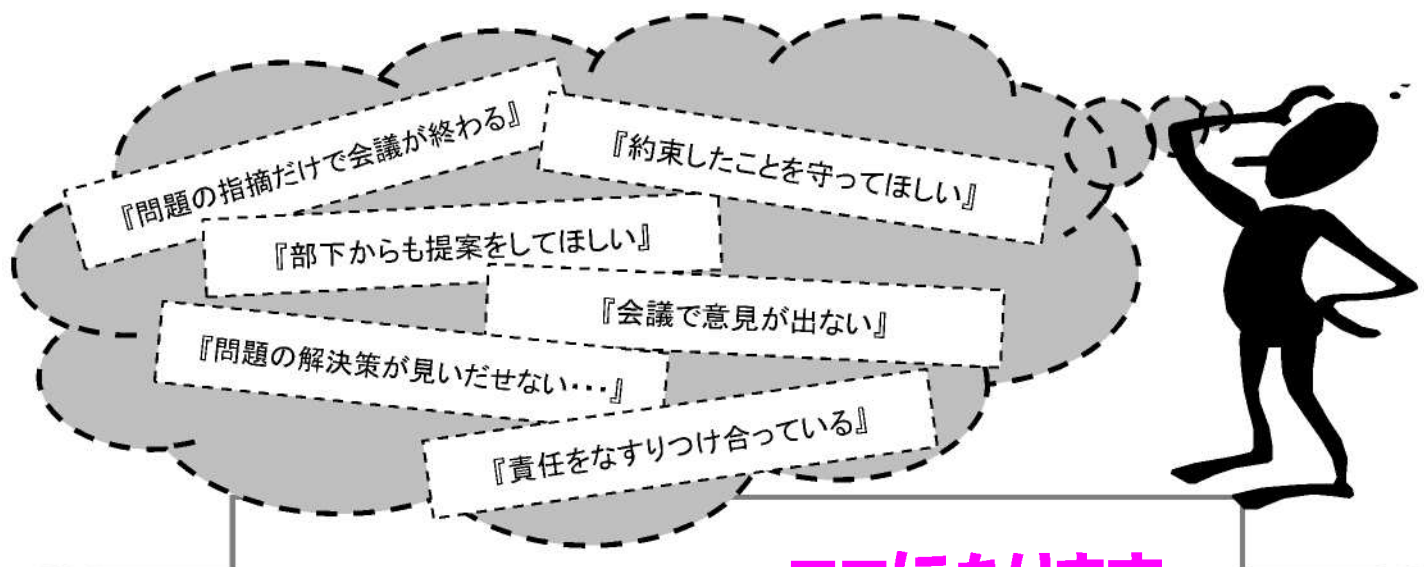 『問題の指摘だけで会議が終わる』
『約束したことを守ってほしい』
『部下からも提案をしてほしい』
『会議で意見が出ない』
『問題の解決策が見いだせない・・・』
『責任をなすりつけ合っている』